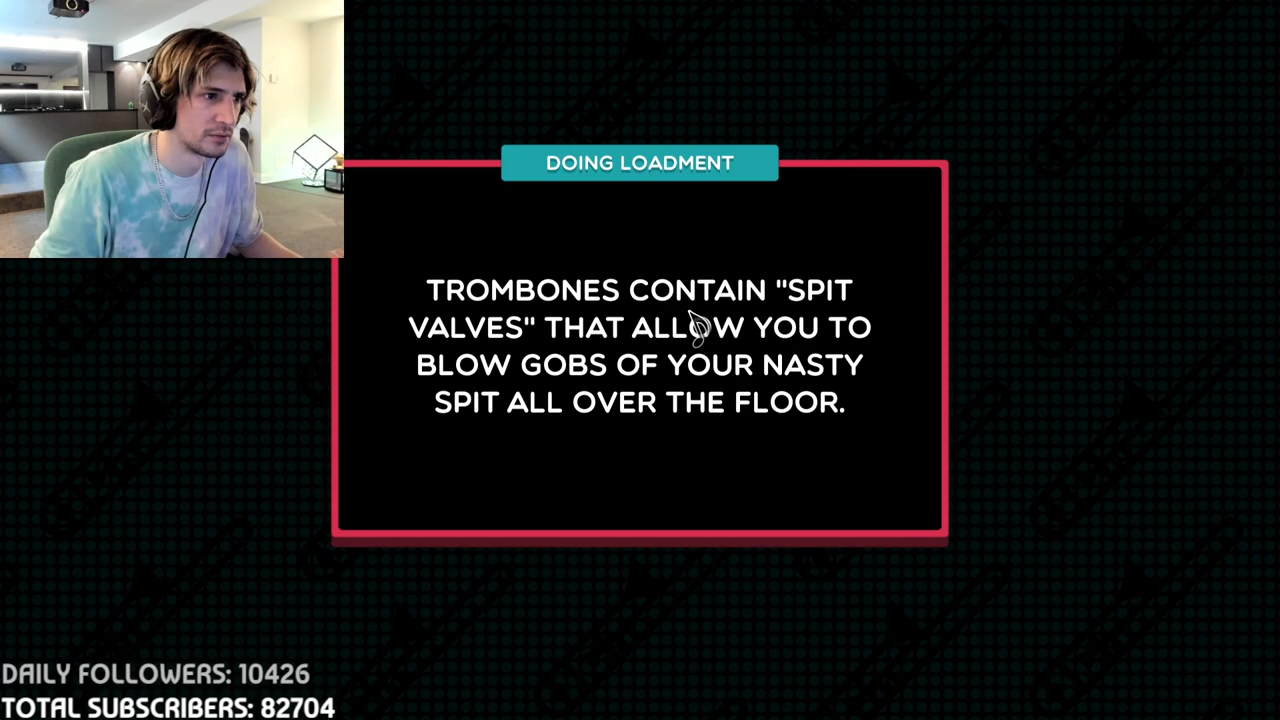 DOING LOADMENT
TROMBONES CONTAIN "SPIT
VALVES" THAT ALLOW YOU TO
BLOW GOBS OF YOUR NASTY
SPIT ALL OVER THE FLOOR.
DAILY FOLLOWERS: 10426
TOTAL SUBSCRIBERS: 82704